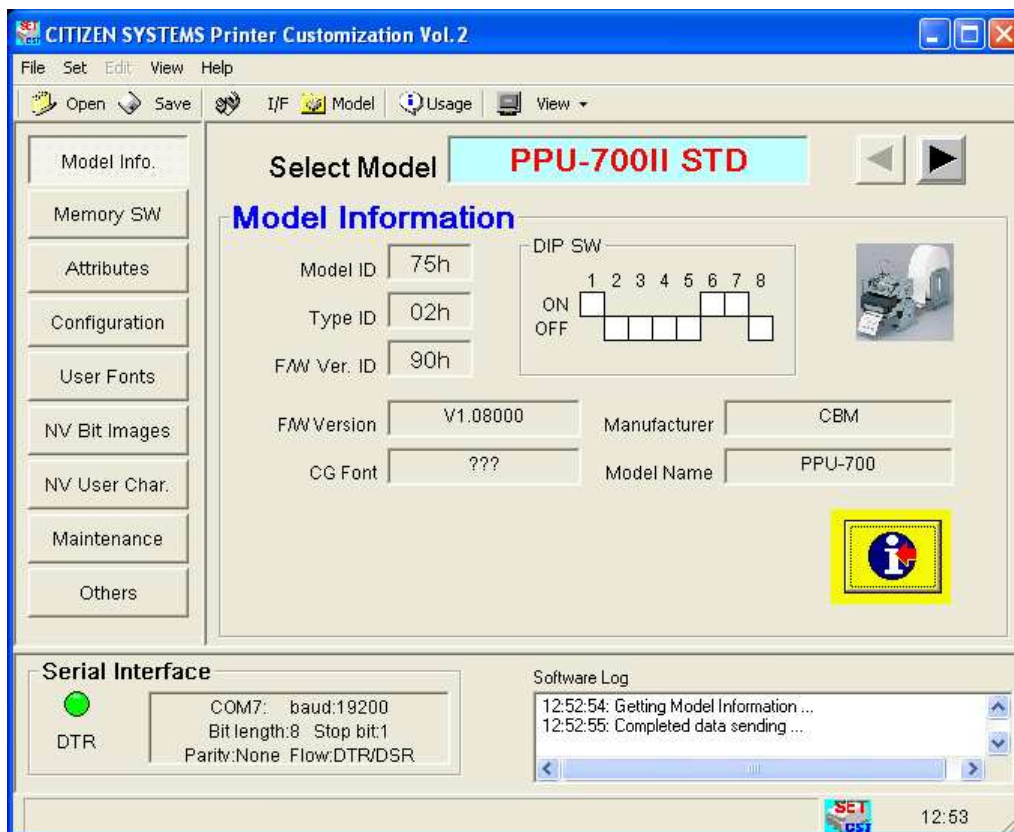 CITIZEN SYSTEMS Printer Customization Vol. 2
File Set Edit View Help
Open Save I/F Model Usage View
Model Info.
Memory SW
Attributes
Configuration
User Fonts
NV Bit Images
NV User Char.
Maintenance
Others
Select Model PPU-700II STD
Model Information
Model ID 75h
Type ID 02h
F/W Ver. ID 90h
DIP SW
1 2 3 4 5 6 7 8
ON
OFF
F/W Version V1.08000
Manufacturer CBM
CG Font ???
Model Name PPU-700
Serial Interface
DTR
COM7: baud:19200
Bit length:8 Stop bit:1
Parity:None Flow:DTR/DSR
Software Log
12:52:54: Getting Model Information ...
12:52:55: Completed data sending ...
SET
CST
12:53